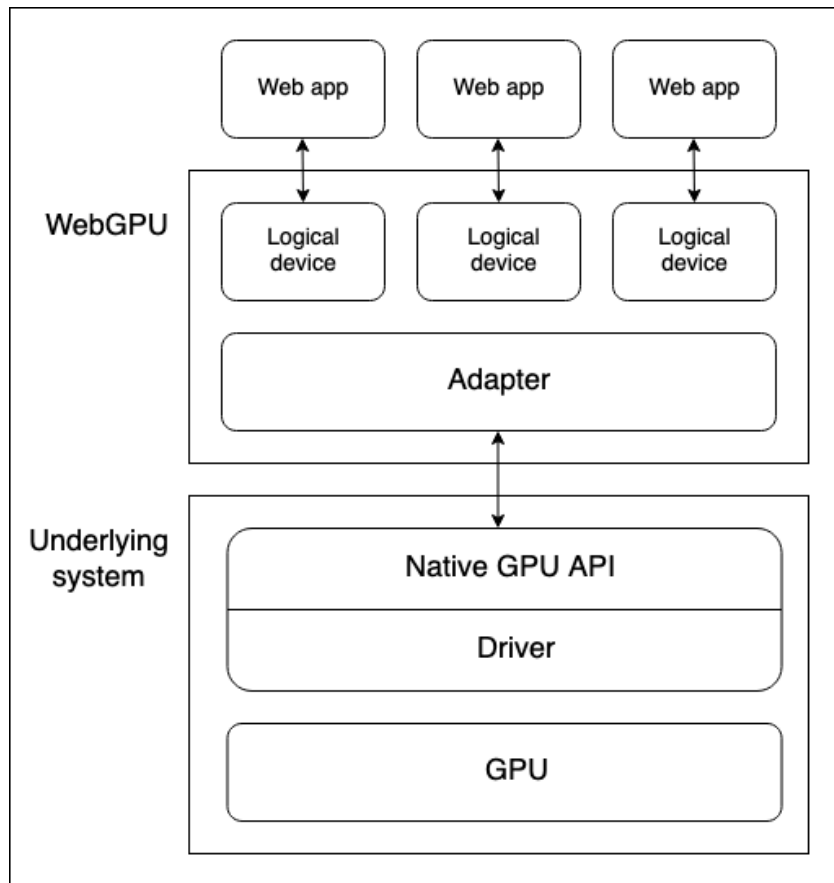 Web app
Web app
Web app
WebGPU
Logical
device
Logical
device
Logical
device
Adapter
Underlying
system
Native GPU API
Driver
GPU